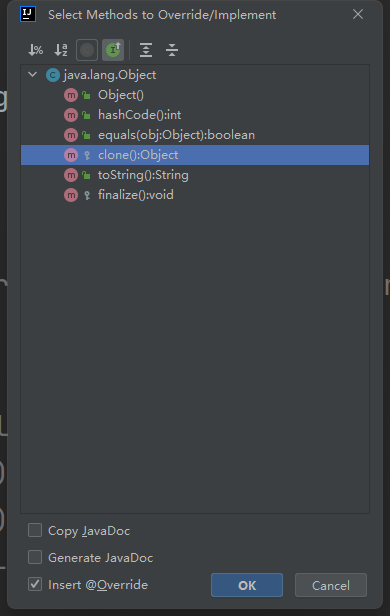 IJ Select Methods to Override/Implement
java.lang.Object
m Object()
m hashCode():int
m equals(obj:Object):boolean
m clone():Object
m toString():String
m finalize():void
Copy JavaDoc
Generate JavaDoc
Insert @Override
OK Cancel